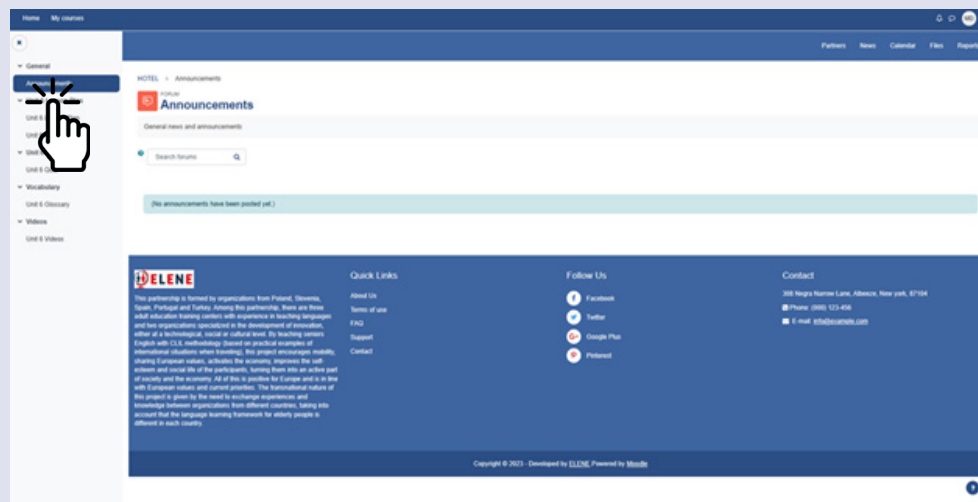 Home My courses
MD
Partners News Calendar Files Reports
General
Unit 6
Unit
Unit
Unit 6
Vocabulary
Unit 6 Glossary
Videos
Unit 6 Videos
HOTEL > Announcements
FORUM
Announcements
General news and announcements
Search forums
(No announcements have been posted yet.)
ELENE
This partnership is formed by organizations from Poland, Slovenia,
Spain, Portugal and Turkey. Among this partnership, there are three
adult education training centers with experience in teaching languages
and two organizations specialized in the development of innovation,
either at a technological, social or cultural level. By teaching seniors
English with CLIL methodology (based on practical examples of
international situations when traveling), this project encourages mobility,
sharing European values, activates the economy, improves the self-
esteem and social life of the participants, turning them into an active part
of society and the economy. All of this is positive for Europe and is in line
with European values and current priorities. The transnational nature of
this project is given by the need to exchange experiences and
knowledge between organizations from different countries, taking into
account that the language learning framework for elderly people is
different in each country.
Quick Links
About Us
Terms of use
FAQ
Support
Contact
Follow Us
Facebook
Twitter
Google Plus
Pinterest
Contact
308 Negra Narrow Lane, Albeeze, New york, 87104
Phone: (000) 123-456
E-mail: info@example.com
Copyright © 2023 - Developed by ELENE. Powered by Moodle
?